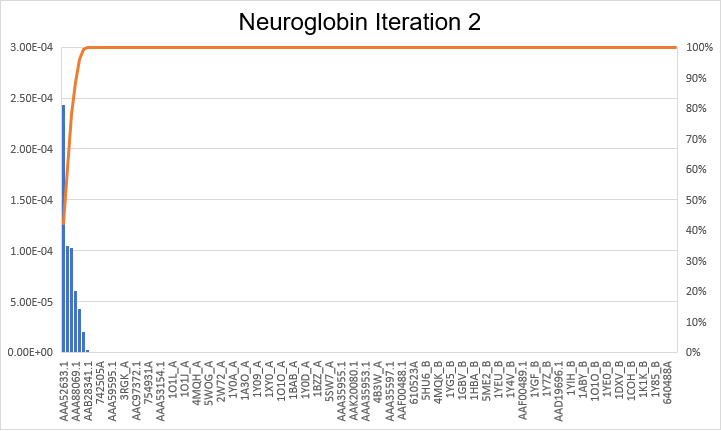 Neuroglobin Iteration 2
3.00E-04
2.50E-04
2.00E-04
1.50E-04
1.00E-04
5.00E-05
0.00E+00
100%
90%
80%
70%
60%
50%
40%
30%
20%
10%
0%
AAA52633.1
AAA88069.1
AAB28341.1
742505A
AAA59595.1
3RGK_A
AAC97372.1
754931A
AAA53154.1
1O1L_A
1O1J_A
4MQH_A
5WOG_A
2W72_A
1Y0A_A
1A3O_A
1Y09_A
1XY0_A
1O1O_A
1BAB_A
1Y0D_A
1BZZ_A
5SW7_A
AAA35955.1
AAK20080.1
AAA35953.1
4B3W_A
AAA35597.1
AAF00488.1
610523A
5HU6_B
4MQK_B
1YG5_B
1GBV_B
1HBA_B
5ME2_B
1YEU_B
1Y4V_B
AAF00489.1
1YGF_B
1Y7Z_B
AAD19696.1
1YIH_B
1ABY_B
1O1O_B
1YE0_B
1DXV_B
1COH_B
1K1K_B
1Y85_B
640488A